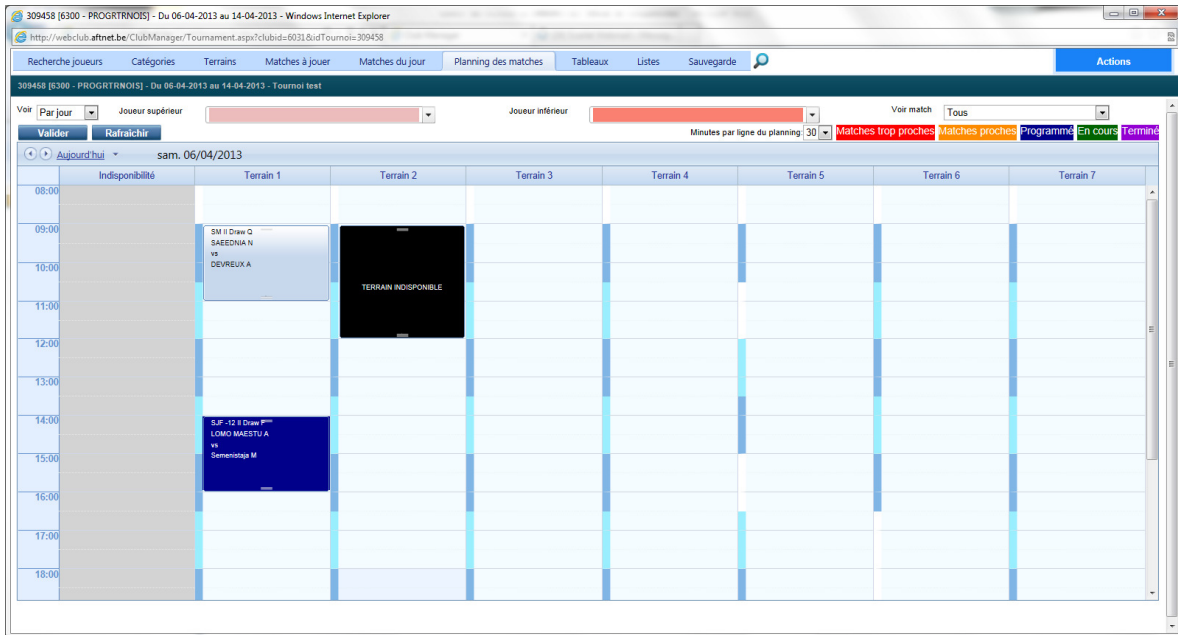 309458 [6300 - PROGRTRNOIS] - Du 06-04-2013 au 14-04-2013 - Windows Internet Explorer
http://webclub.aftnet.be/ClubManager/Tournament.aspx?clubid=6031&idTournoi=309458
Recherche joueurs Catégories Terrains Matches à jouer Matches du jour Planning des matches Tableaux Listes Sauvegarde Actions
309458 [6300 - PROGRTRNOIS] - Du 06-04-2013 au 14-04-2013 - Tournoi test
Voir Par jour Joueur supérieur Joueur inférieur Voir match Tous
Valider Rafraîchir Minutes par ligne du planning: 30 Matches trop proches Matches proches Programmé En cours Terminé
Aujourd'hui sam. 06/04/2013
Indisponibilité Terrain 1 Terrain 2 Terrain 3 Terrain 4 Terrain 5 Terrain 6 Terrain 7
08:00
09:00
SM II Draw Q
SAEEDNIA N
vs
DEVREUX A
10:00
TERRAIN INDISPONIBLE
11:00
12:00
13:00
14:00
SJF -12 II Draw F
LOMO MAESTU A
vs
Semenistaja M
15:00
16:00
17:00
18:00